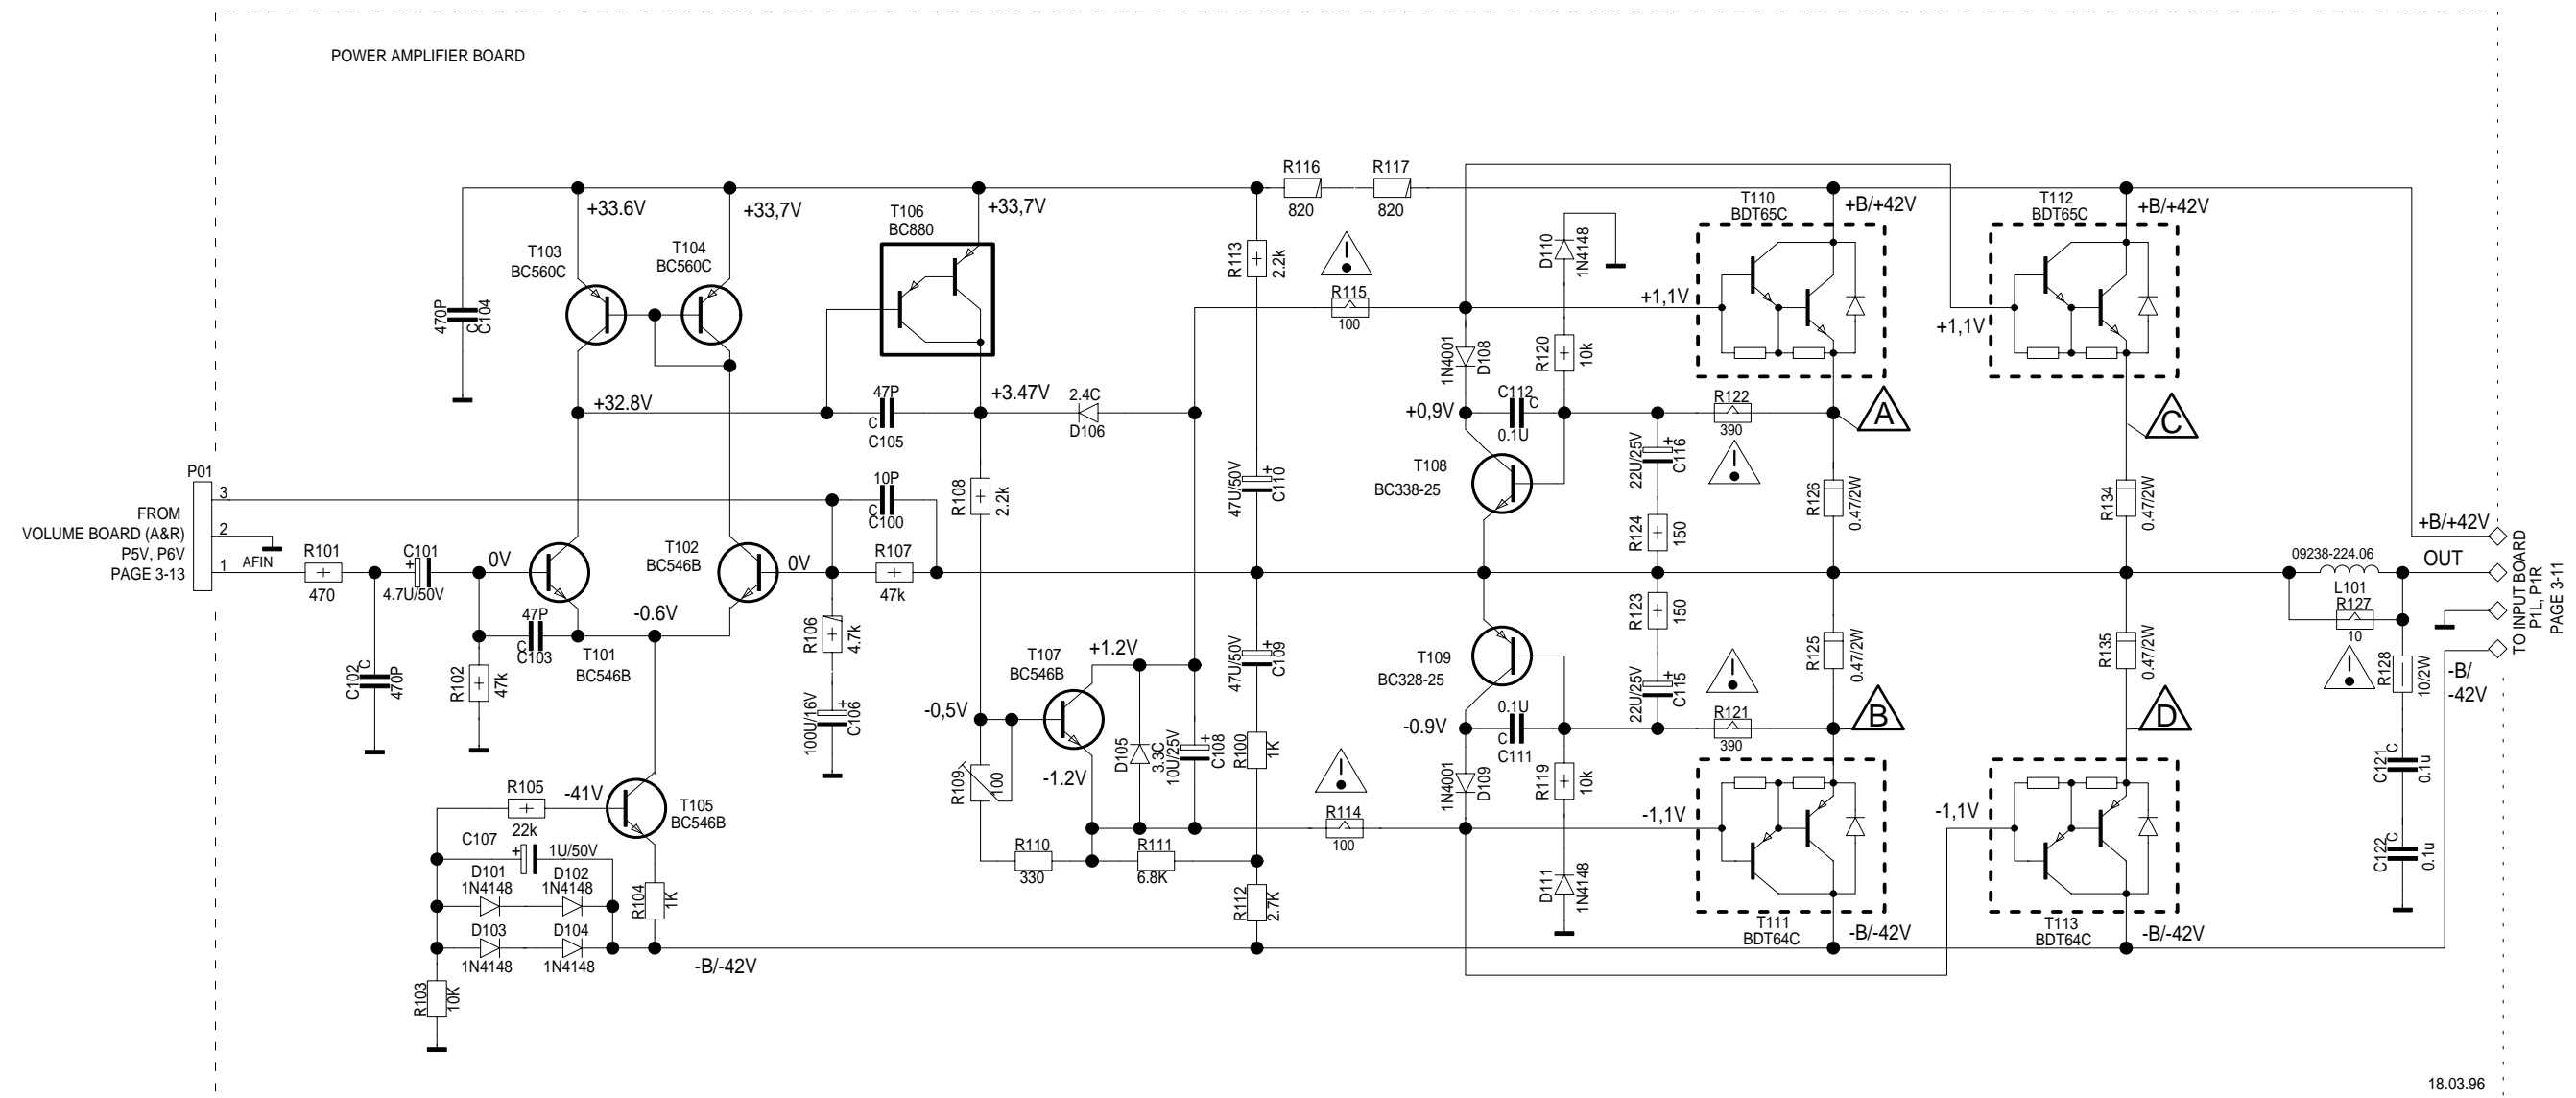 POWER AMPLIFIER BOARD
R116
820
R117
820
+33.6V
+33,7V
+33,7V
T106
BC880
T103
BC560C
T104
BC560C
470P
C
C104
R113
2.2k
R115
100
D110
1N4148
T110
BDT65C
+B/+42V
T112
BDT65C
+B/+42V
+1,1V
+1,1V
1N4001
D108
R120
10k
+32.8V
47P
C
C105
+3.47V
2.4C
D106
+0,9V
C112
C
0.1U
R122
390
A
C
T108
BC338-25
22U/25V
+
C116
P01
3
2
1
FROM
VOLUME BOARD (A&R)
P5V, P6V
PAGE 3-13
AFIN
10P
C
C100
R108
2.2k
47U/50V
+
C110
R124
150
R126
0.47/2W
R134
0.47/2W
+B/+42V
R101
470
C101
+
4.7U/50V
0V
T102
BC546B
0V
R107
47k
09238-224.06
L101
OUT
R127
10
TO INPUT BOARD
P1L, P1R
PAGE 3-11
-0.6V
47P
C
C103
T101
BC546B
C102
C
470P
R102
47k
R106
4.7k
100U/16V
+
C106
-0,5V
T107
BC546B
+1.2V
-1.2V
D105
3.3C
10U/25V
+
C108
47U/50V
+
C109
R100
1K
T109
BC328-25
R123
150
22U/25V
+
C115
R125
0.47/2W
R135
0.47/2W
R128
10/2W
-B/
-42V
-0.9V
0.1U
C
C111
R121
390
B
D
R109
100
R110
330
R111
6.8K
R114
100
1N4001
D109
R119
10k
-1,1V
-1,1V
R105
22k
-41V
T105
BC546B
C107
+
1U/50V
D101
1N4148
D102
1N4148
D103
1N4148
D104
1N4148
R104
1K
R112
2.7K
D111
1N4148
T111
BDT64C
-B/-42V
T113
BDT64C
-B/-42V
C121
C
0.1u
C122
C
0.1u
-B/-42V
R103
10K
18.03.96